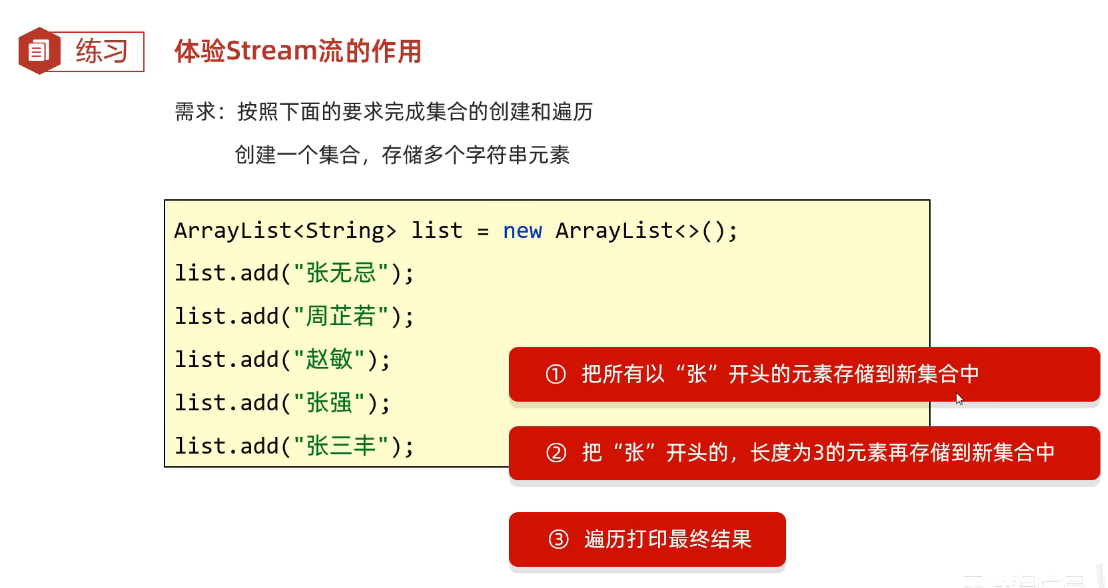 练习
体验Stream流的作用
需求：按照下面的要求完成集合的创建和遍历
创建一个集合，存储多个字符串元素
ArrayList<String> list = new ArrayList<>();
list.add("张无忌");
list.add("周芷若");
list.add("赵敏");
list.add("张强");
list.add("张三丰");
① 把所有以“张”开头的元素存储到新集合中
② 把“张”开头的，长度为3的元素再存储到新集合中
③ 遍历打印最终结果